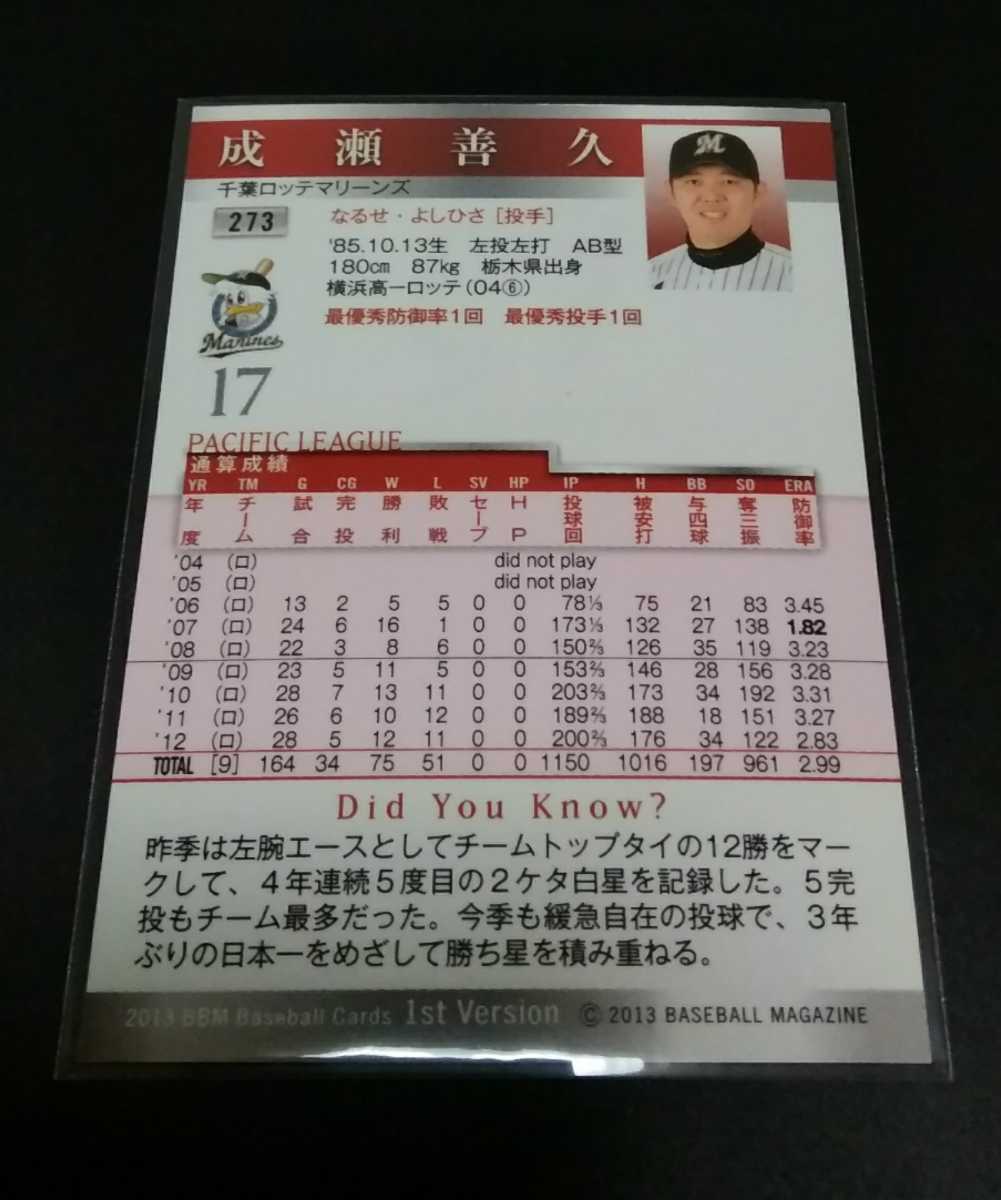 成瀬善久
M
千葉ロッテマリーンズ
273
なるせ・よしひさ［投手］
'85.10.13生 左投左打 AB型
180cm 87kg 栃木県出身
横浜高ーロッテ(04⑥)
最優秀防御率1回 最優秀投手1回
Marines
17
PACIFIC LEAGUE
通算成績
YR TM G CG W L SV HP IP H BB SO ERA
年度 チーム 試合 完投 勝利 敗戦 セーブ HP 投球回 被安打 与四球 奪三振 防御率
'04 (ロ) did not play
'05 (ロ) did not play
'06 (ロ) 13 2 5 5 0 0 78⅓ 75 21 83 3.45
'07 (ロ) 24 6 16 1 0 0 173⅓ 132 27 138 1.82
'08 (ロ) 22 3 8 6 0 0 150⅔ 126 35 119 3.23
'09 (ロ) 23 5 11 5 0 0 153⅔ 146 28 156 3.28
'10 (ロ) 28 7 13 11 0 0 203⅔ 173 34 192 3.31
'11 (ロ) 26 6 10 12 0 0 189⅔ 188 18 151 3.27
'12 (ロ) 28 5 12 11 0 0 200⅔ 176 34 122 2.83
TOTAL [9] 164 34 75 51 0 0 1150 1016 197 961 2.99
Did You Know?
昨季は左腕エースとしてチームトップタイの12勝をマー
クして、4年連続5度目の2ケタ白星を記録した。5完
投もチーム最多だった。今季も緩急自在の投球で、3年
ぶりの日本一をめざして勝ち星を積み重ねる。
2013 BBM Baseball Cards 1st Version © 2013 BASEBALL MAGAZINE